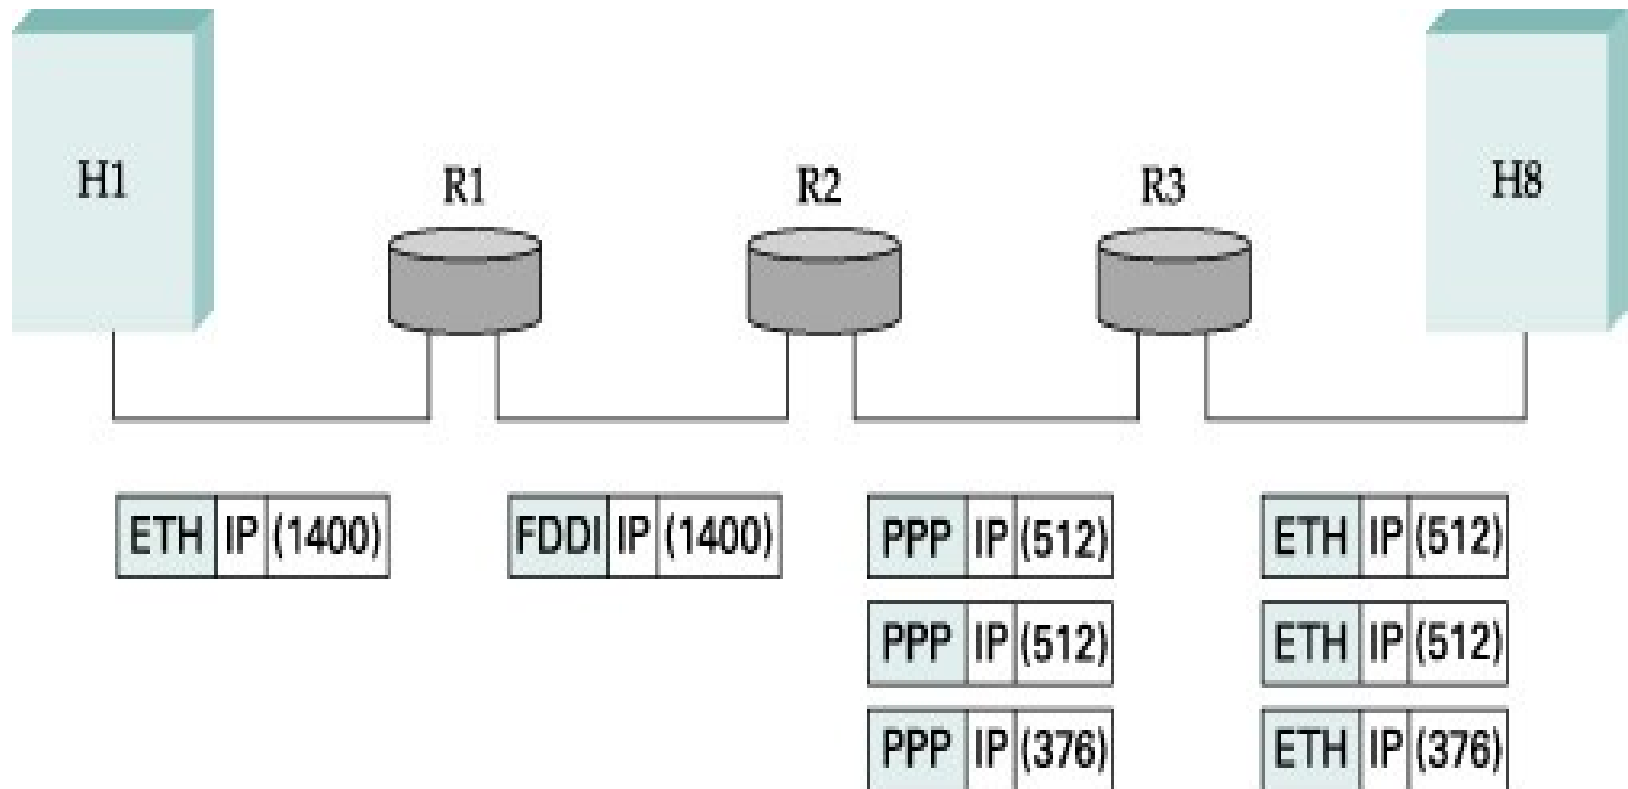 H1
R1
R2
R3
H8
ETH IP (1400)
FDDI IP (1400)
PPP IP (512)
ETH IP (512)
PPP IP (512)
ETH IP (512)
PPP IP (376)
ETH IP (376)